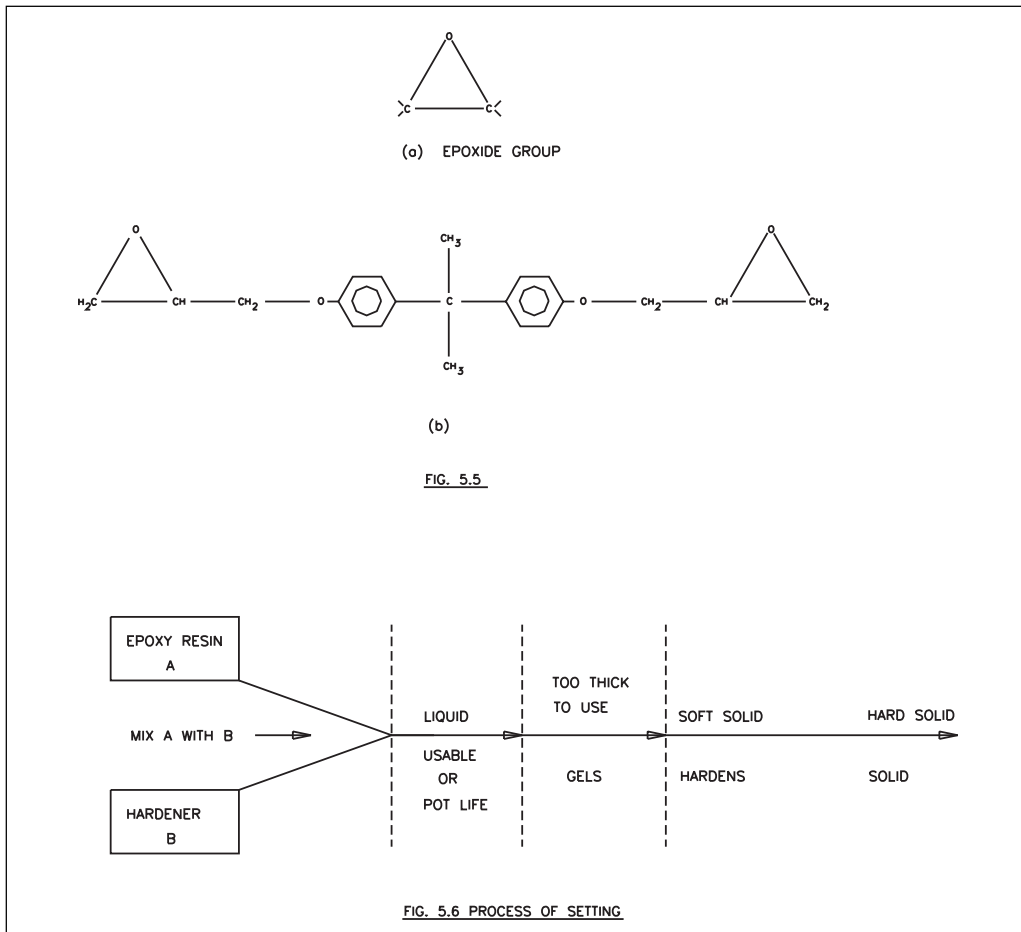 O
C C
(a) EPOXIDE GROUP
O O
CH3
H2C CH CH2 O C O CH2 CH CH2
CH3
(b)
FIG. 5.5
EPOXY RESIN
A
MIX A WITH B
HARDENER
B
LIQUID
USABLE
OR
POT LIFE
TOO THICK
TO USE
GELS
SOFT SOLID
HARDENS
HARD SOLID
SOLID
FIG. 5.6 PROCESS OF SETTING